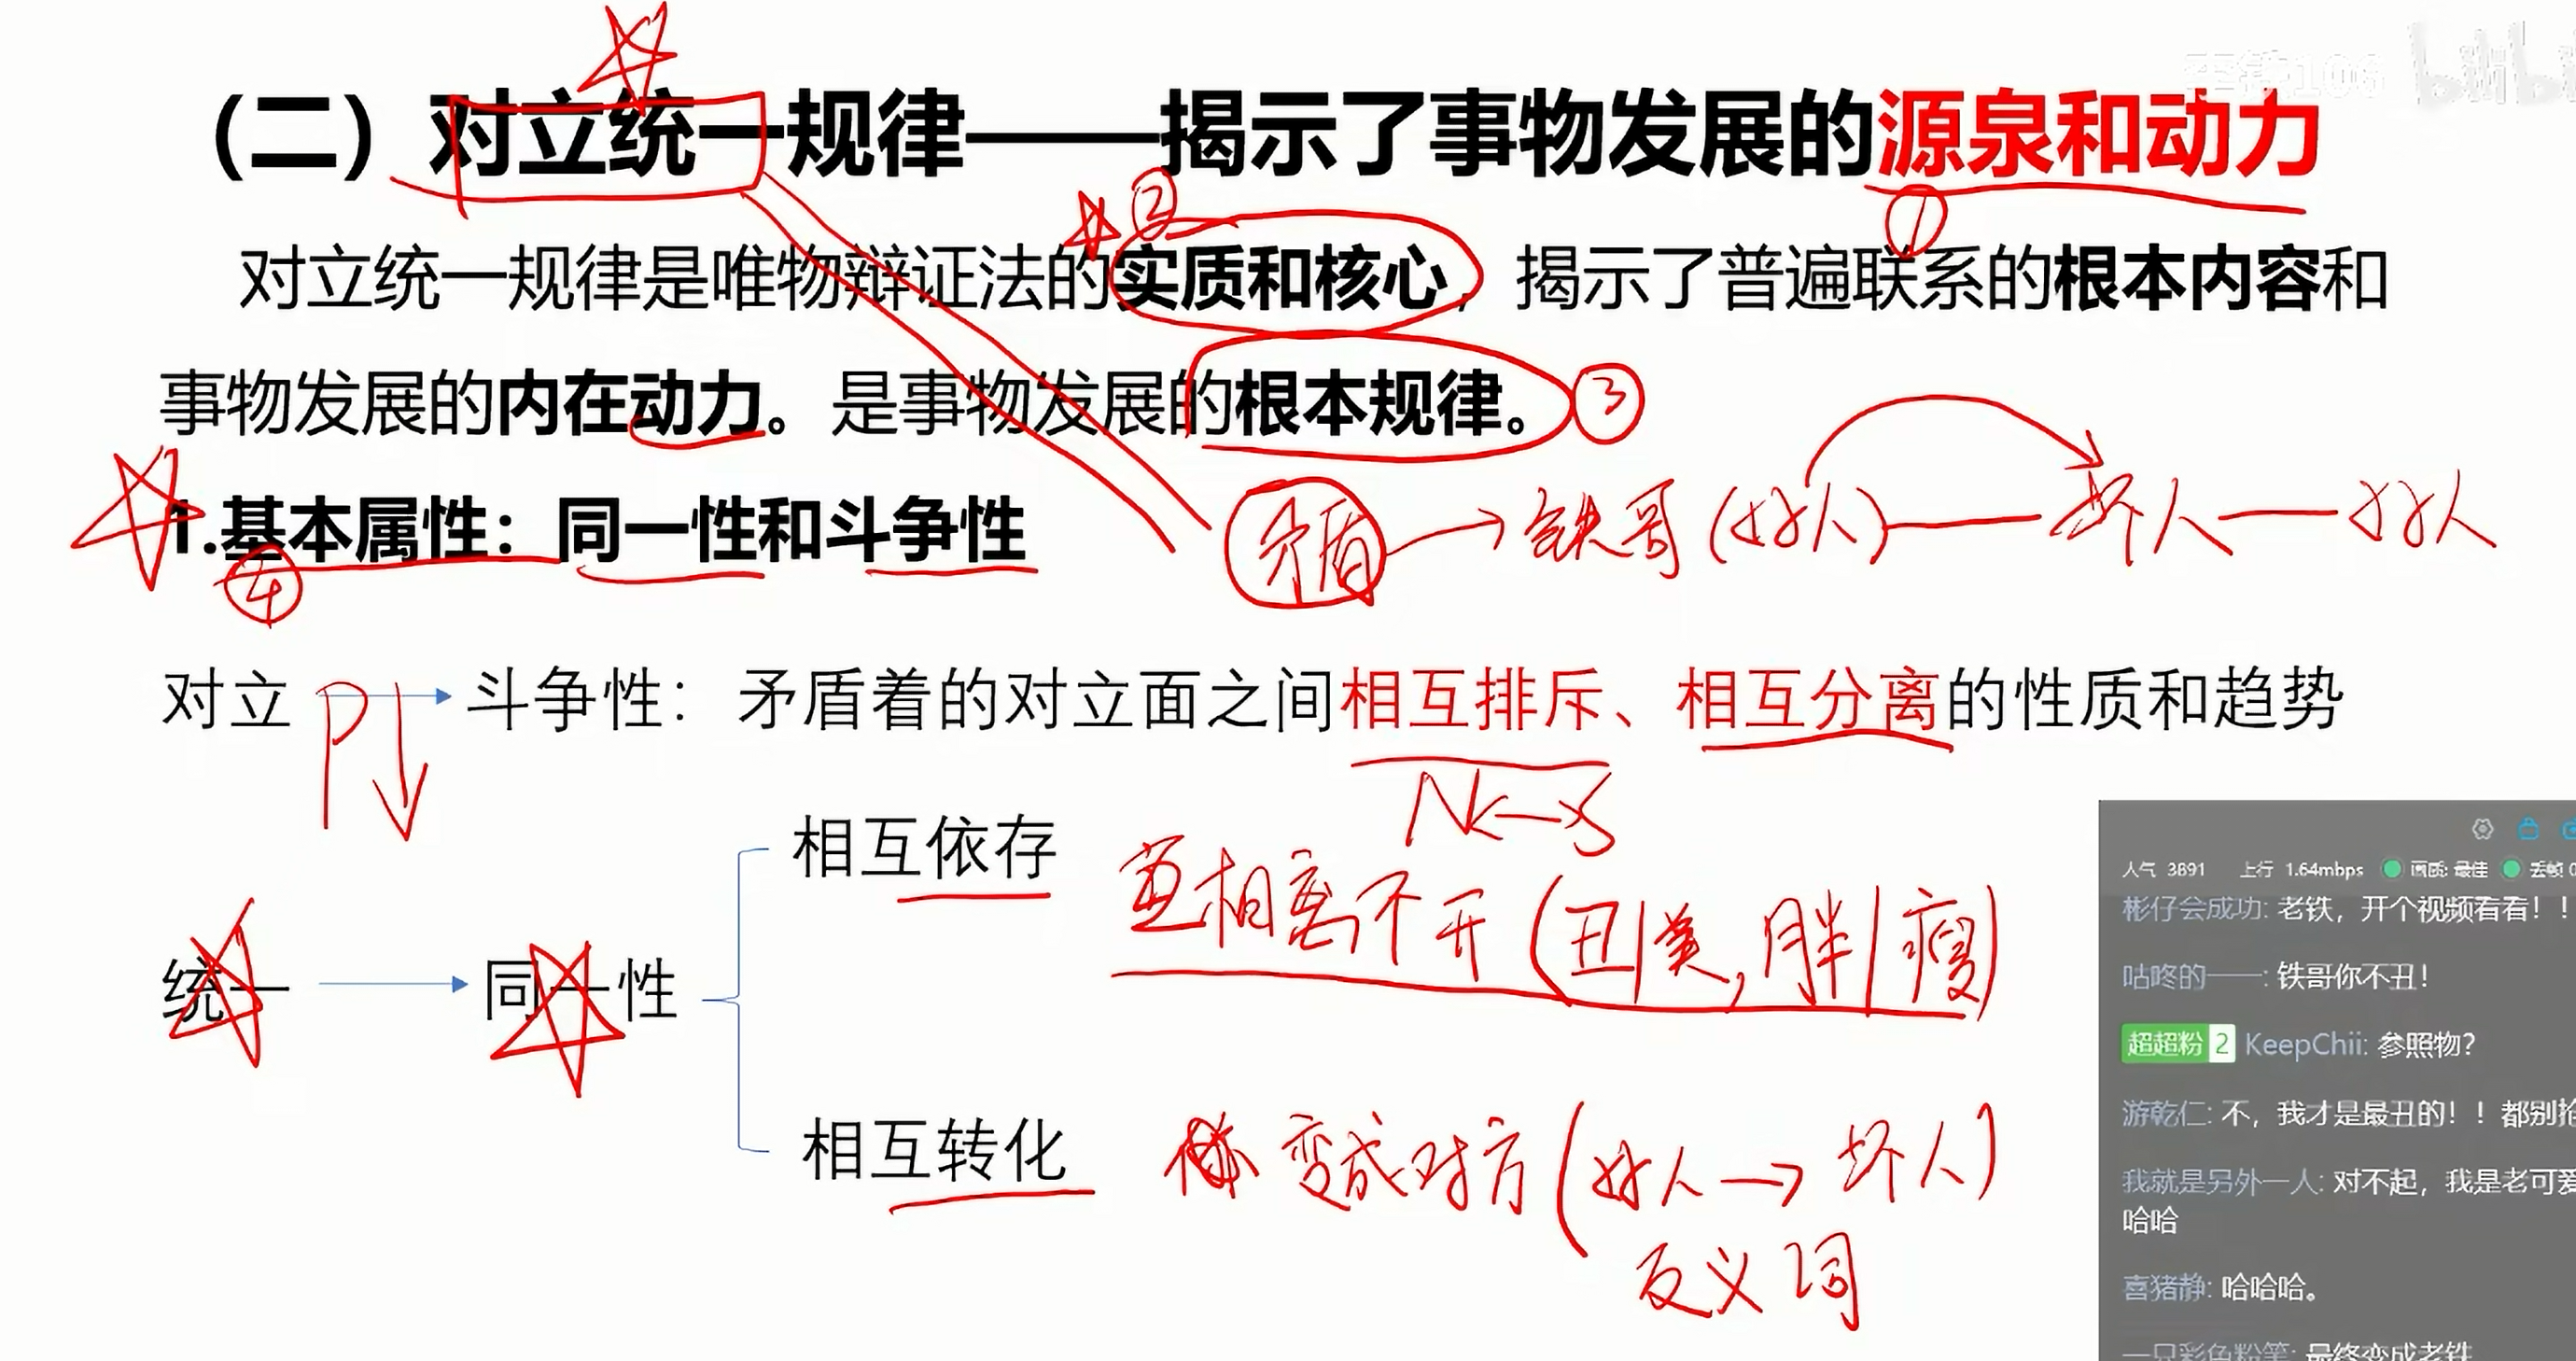 （二）对立统一规律——揭示了事物发展的源泉和动力
② ①
对立统一规律是唯物辩证法的实质和核心，揭示了普遍联系的根本内容和
事物发展的内在动力。是事物发展的根本规律。 ③
1.基本属性：同一性和斗争性
④
矛盾 → 铁哥（好人）— 坏人 — 好人
对立 → 斗争性：矛盾着的对立面之间相互排斥、相互分离的性质和趋势
相互依存
互相离不开（丑|美，胖|瘦）
统一 → 同一性
相互转化
变成对方（好人 → 坏人）
反义词
人气 3891 上行 1.64mbps 画质: 最佳 丢帧
彬仔会成功: 老铁，开个视频看看！！
咕咚的——: 铁哥你不丑！
超超粉 2 KeepChii: 参照物？
游乾仁: 不，我才是最丑的！！都别抢
我就是另外一人: 对不起，我是老可爱
哈哈
喜猪静: 哈哈哈。
一只彩色粉笔: 最终变成老铁